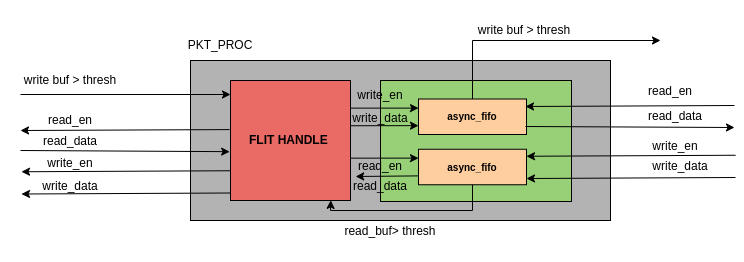 write buf > thresh
PKT_PROC
write buf > thresh
read_en
write_en
read_data
write_data
async_fifo
read_en
read_data
FLIT HANDLE
write_en
write_en
read_en
async_fifo
write_data
write_data
read_data
read_buf> thresh